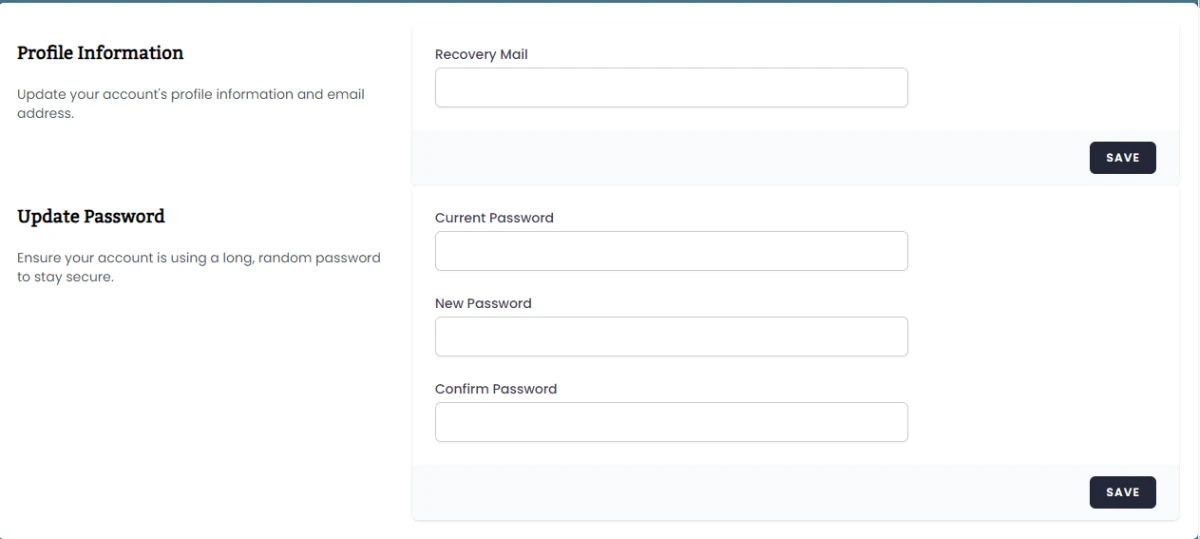 Profile Information
Update your account's profile information and email
address.
Recovery Mail
SAVE
Update Password
Ensure your account is using a long, random password
to stay secure.
Current Password
New Password
Confirm Password
SAVE